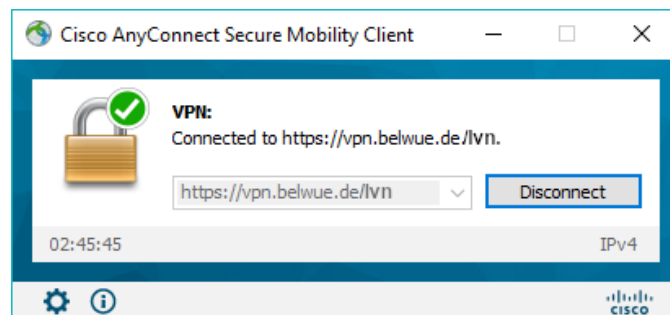 Cisco AnyConnect Secure Mobility Client
VPN:
Connected to https://vpn.belwue.de/lvn.
https://vpn.belwue.de/lvn
Disconnect
02:45:45
IPv4
cisco